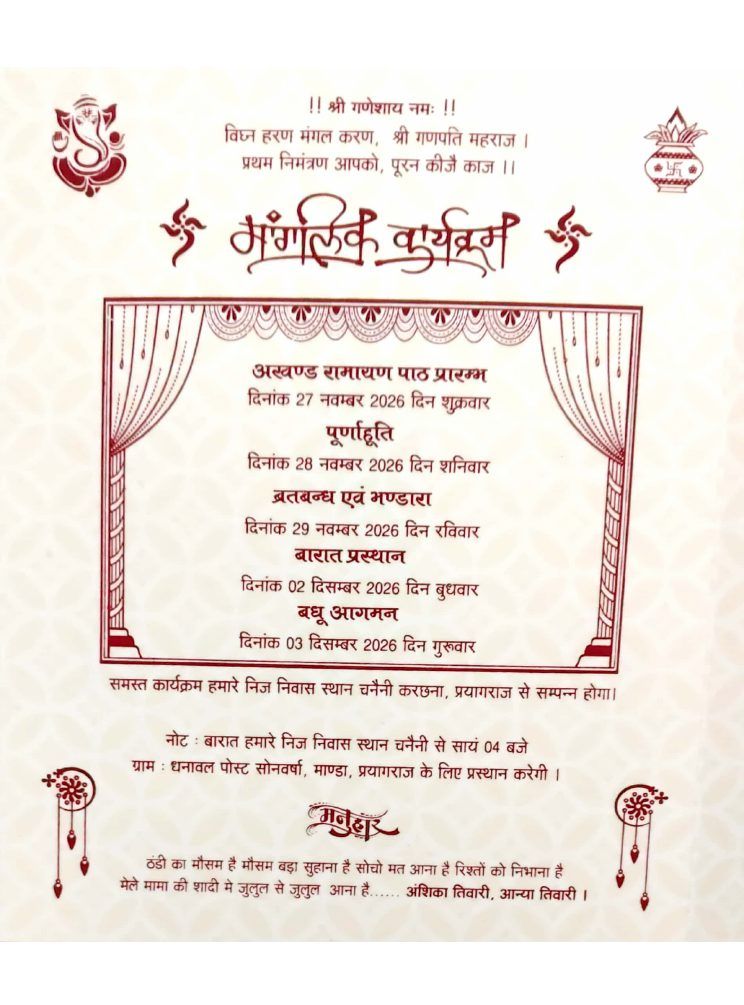 !! श्री गणेशाय नमः !!
विघ्न हरण मंगल करण, श्री गणपति महराज ।
प्रथम निमंत्रण आपको, पूरन कीजै काज ।।
मांगलिक कार्यक्रम
अखण्ड रामायण पाठ प्रारम्भ
दिनांक 27 नवम्बर 2026 दिन शुक्रवार
पूर्णाहूति
दिनांक 28 नवम्बर 2026 दिन शनिवार
ब्रतबन्ध एवं भण्डारा
दिनांक 29 नवम्बर 2026 दिन रविवार
बारात प्रस्थान
दिनांक 02 दिसम्बर 2026 दिन बुधवार
बधू आगमन
दिनांक 03 दिसम्बर 2026 दिन गुरूवार
समस्त कार्यक्रम हमारे निज निवास स्थान चनैनी करछना, प्रयागराज से सम्पन्न होगा।
नोट : बारात हमारे निज निवास स्थान चनैनी से सायं 04 बजे
ग्राम : धनावल पोस्ट सोनवर्षा, माण्डा, प्रयागराज के लिए प्रस्थान करेगी ।
मनुहार
ठंडी का मौसम है मौसम बड़ा सुहाना है सोचो मत आना है रिश्तों को निभाना है
मेले मामा की शादी मे जुलुल से जुलुल आना है...... अंशिका तिवारी, आन्या तिवारी ।